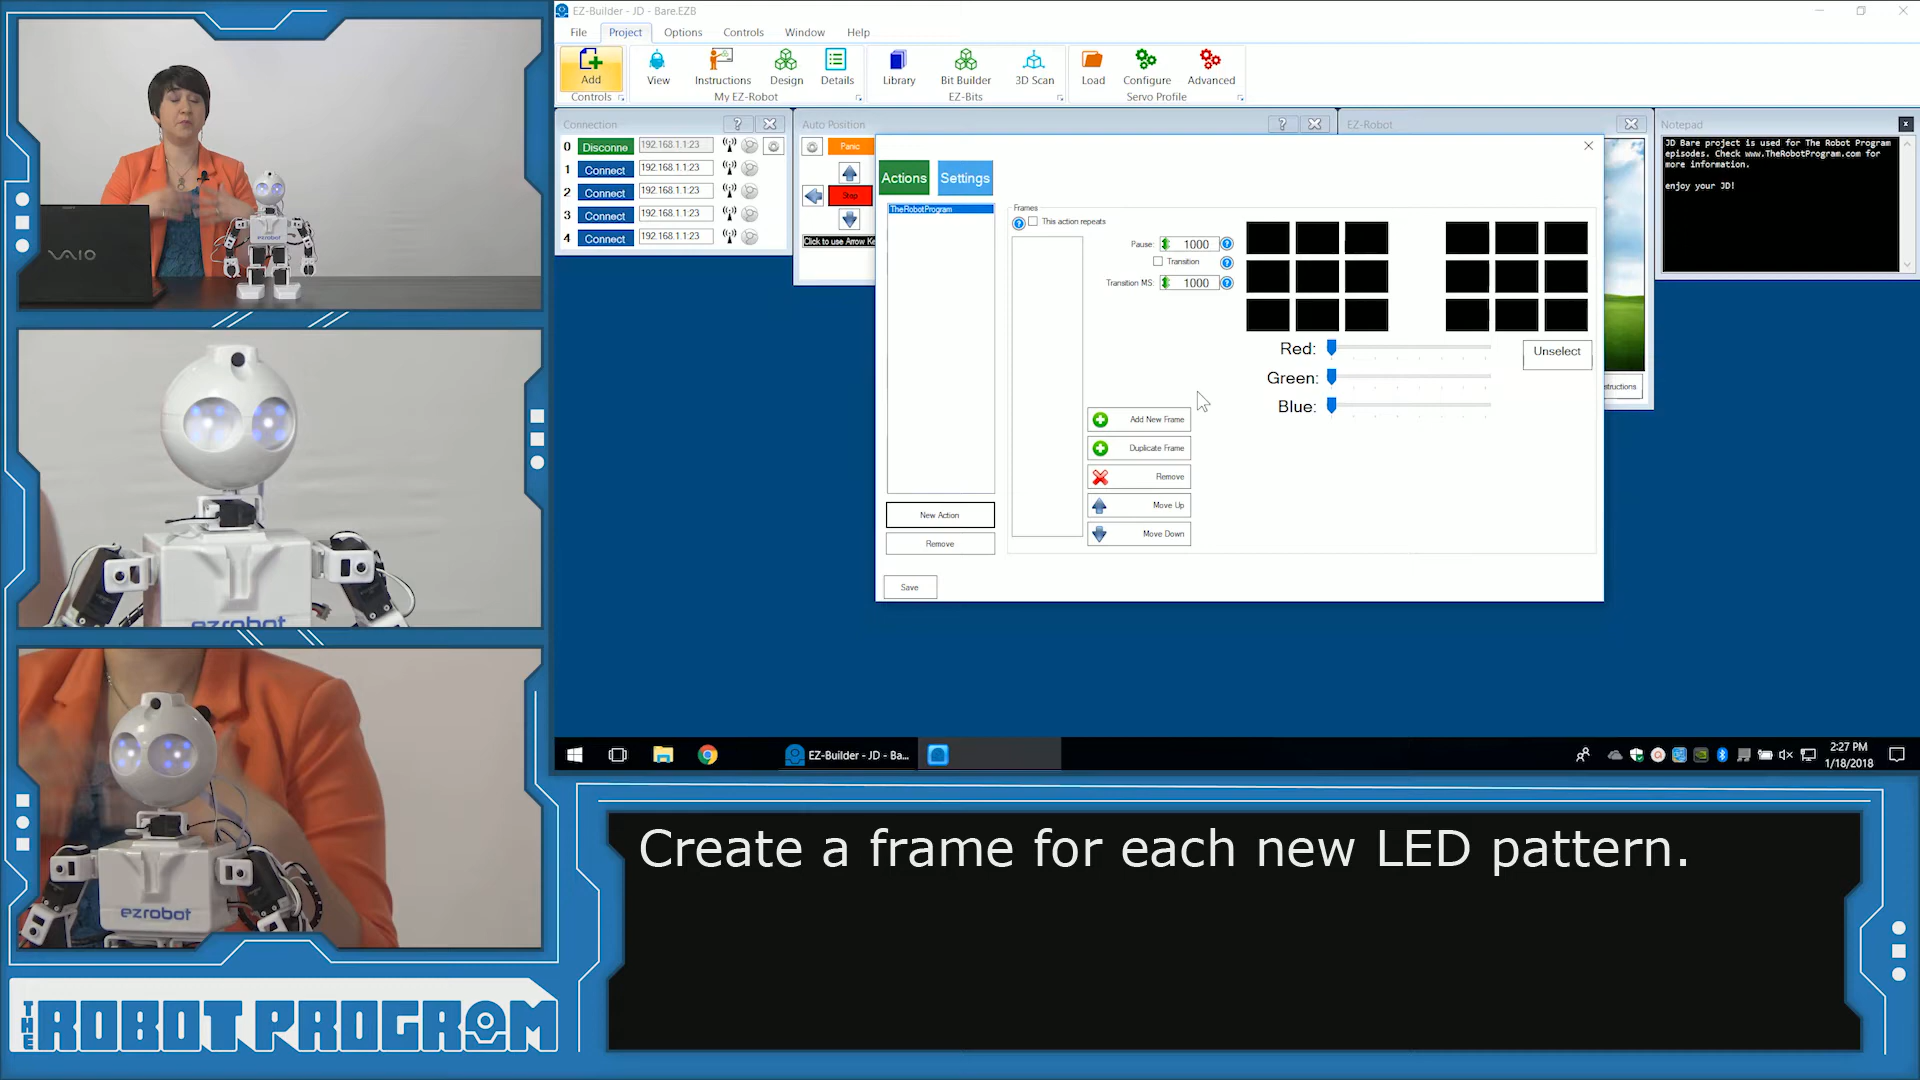 EZ-Builder - JD - Bare.EZB
File Project Options Controls Window Help
Add View Instructions Design Details Library Bit Builder 3D Scan Load Configure Advanced
Controls My EZ-Robot EZ-Bits Servo Profile
Connection ? Auto Position ? EZ-Robot Notepad
0 Disconne 192.168.1.1:23
1 Connect 192.168.1.1:23
2 Connect 192.168.1.1:23
3 Connect 192.168.1.1:23
4 Connect 192.168.1.1:23
Panic
Stop
Click to use Arrow Ke
JD Bare project is used for The Robot Program
episodes. Check www.TheRobotProgram.com for
more information.
enjoy your JD!
Actions Settings
TheRobotProgram
New Action
Remove
Save
Frames
This action repeats
Pause: 1000
Transition
Transition MS: 1000
Add New Frame
Duplicate Frame
Remove
Move Up
Move Down
Red:
Green:
Blue:
Unselect
structions
VAIO
ezrobot
ezrobot
ezrobot
EZ-Builder - JD - Ba...
2:27 PM
1/18/2018
Create a frame for each new LED pattern.
THE ROBOT PROGRAM